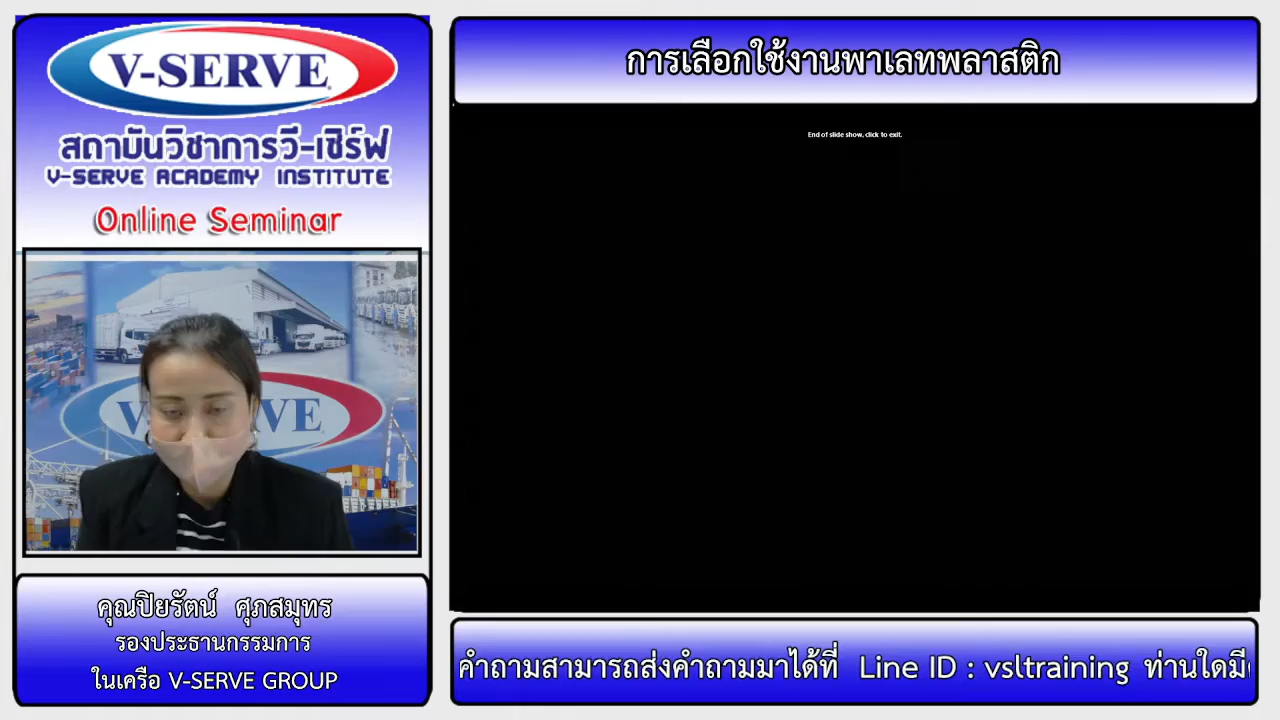 V-SERVE
สถาบันวิชาการวี-เซิร์ฟ
V-SERVE ACADEMY INSTITUTE
Online Seminar
V SERVE
คุณปิยรัตน์ ศุภสมุทร
รองประธานกรรมการ
ในเครือ V-SERVE GROUP
การเลือกใช้งานพาเลทพลาสติก
End of slide show, click to exit.
คำถามสามารถส่งคำถามมาได้ที่ Line ID : vsltraining ท่านใดมี